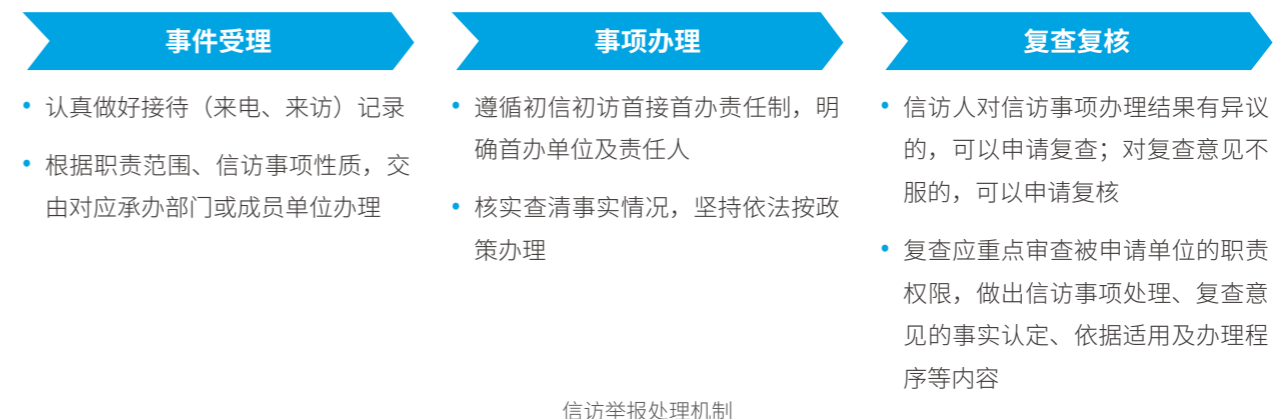 事件受理
• 认真做好接待（来电、来访）记录
• 根据职责范围、信访事项性质，交
由对应承办部门或成员单位办理
事项办理
• 遵循初信初访首接首办责任制，明
确首办单位及责任人
• 核实查清事实情况，坚持依法按政
策办理
复查复核
• 信访人对信访事项办理结果有异议
的，可以申请复查；对复查意见不
服的，可以申请复核
• 复查应重点审查被申请单位的职责
权限，做出信访事项处理、复查意
见的事实认定、依据适用及办理程
序等内容
信访举报处理机制